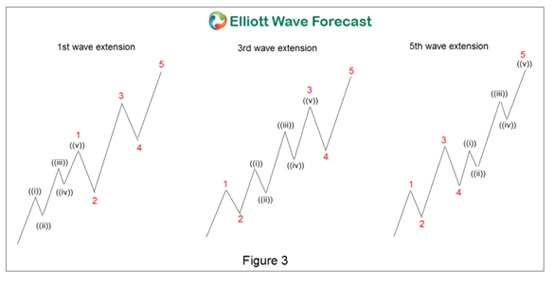 Elliott Wave Forecast
1st wave extension
3rd wave extension
5th wave extension
((i))
((ii))
((iii))
((iv))
1
((v))
2
3
4
5
1
2
((i))
((ii))
((iii))
((iv))
3
((v))
4
5
1
2
3
4
((i))
((ii))
((iii))
((iv))
5
((v))
Figure 3